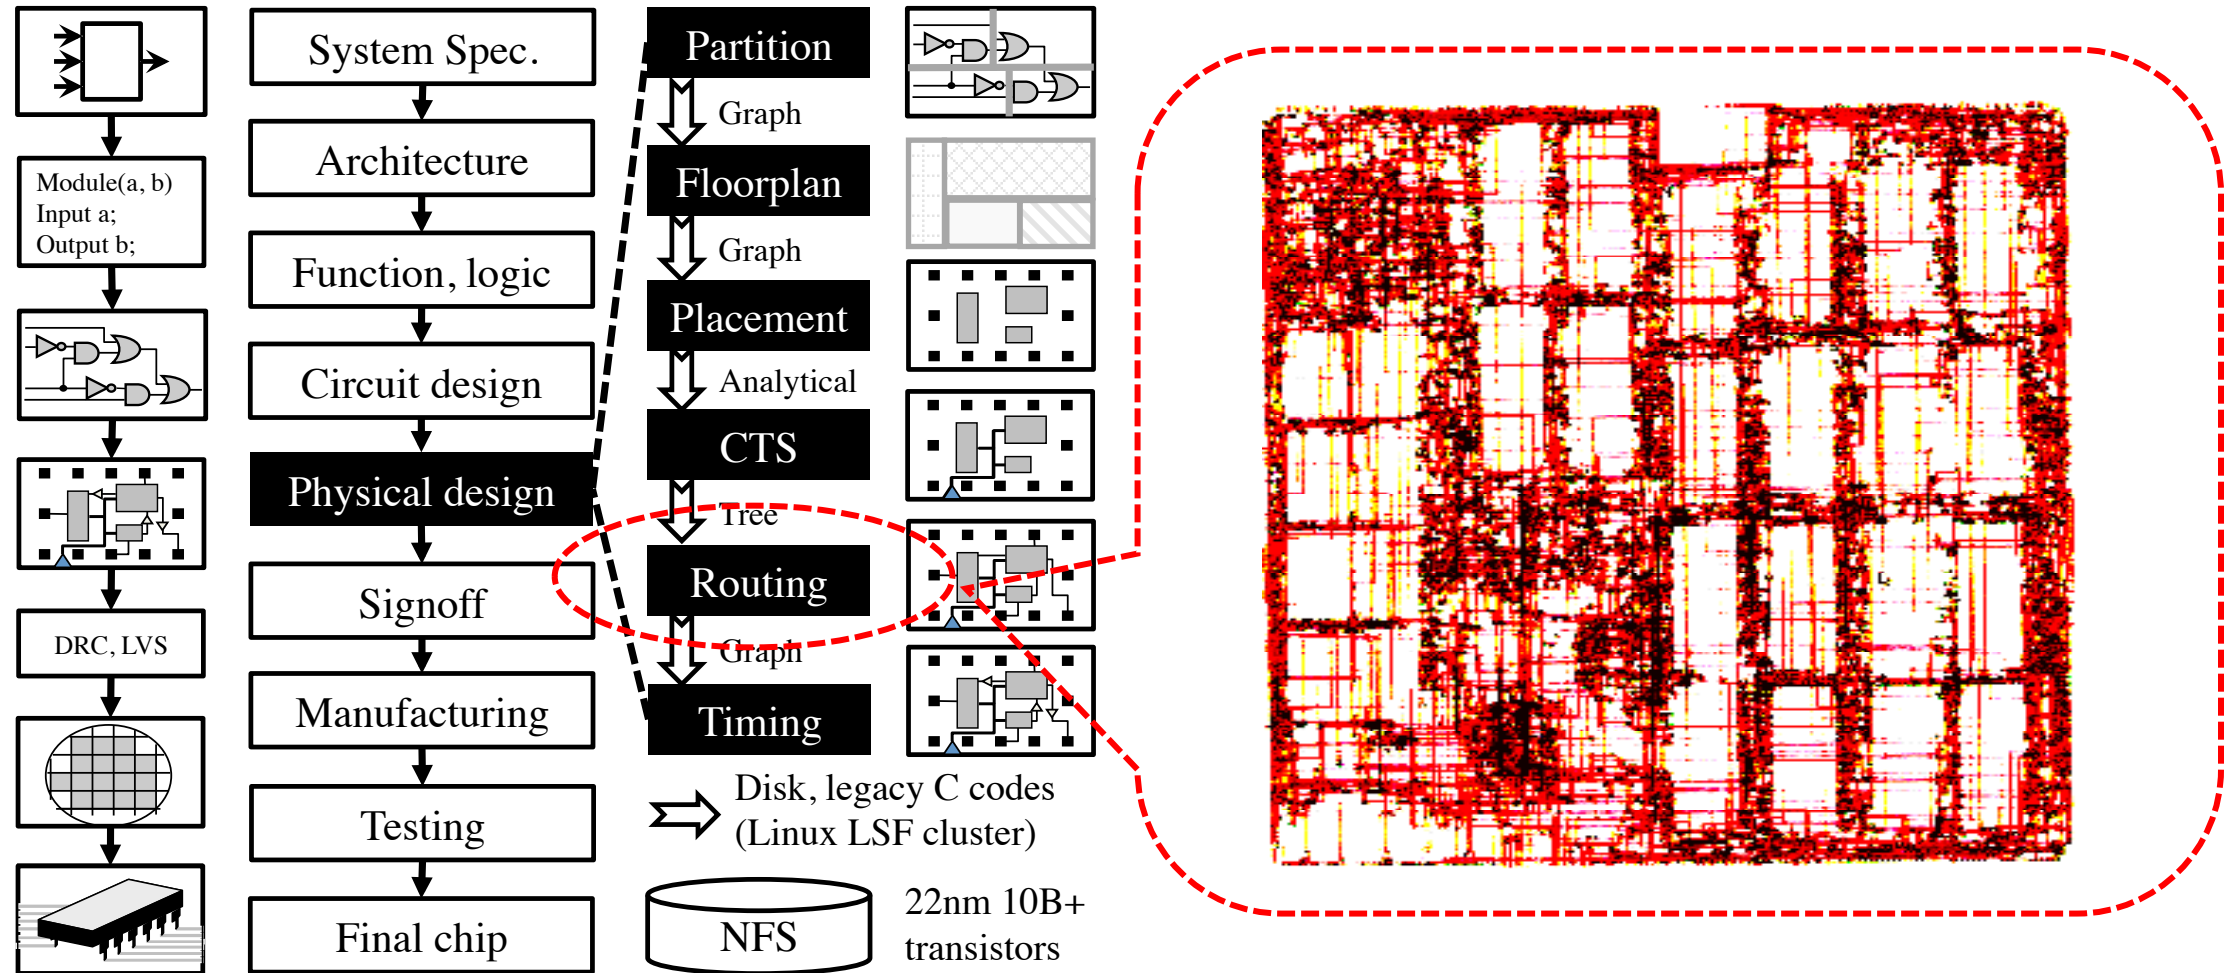 Module(a, b)
Input a;
Output b;
DRC, LVS
System Spec.
Architecture
Function, logic
Circuit design
Physical design
Signoff
Manufacturing
Testing
Final chip
Partition
Graph
Floorplan
Graph
Placement
Analytical
CTS
Tree
Routing
Graph
Timing
Disk, legacy C codes
(Linux LSF cluster)
NFS
22nm 10B+
transistors